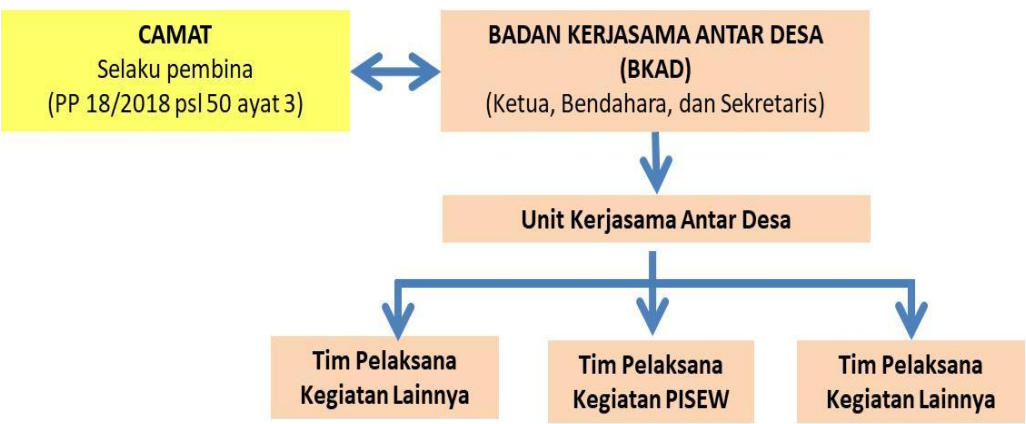 CAMAT
Selaku pembina
(PP 18/2018 psl 50 ayat 3)
BADAN KERJASAMA ANTAR DESA
(BKAD)
(Ketua, Bendahara, dan Sekretaris)
Unit Kerjasama Antar Desa
Tim Pelaksana
Kegiatan Lainnya
Tim Pelaksana
Kegiatan PISEW
Tim Pelaksana
Kegiatan Lainnya